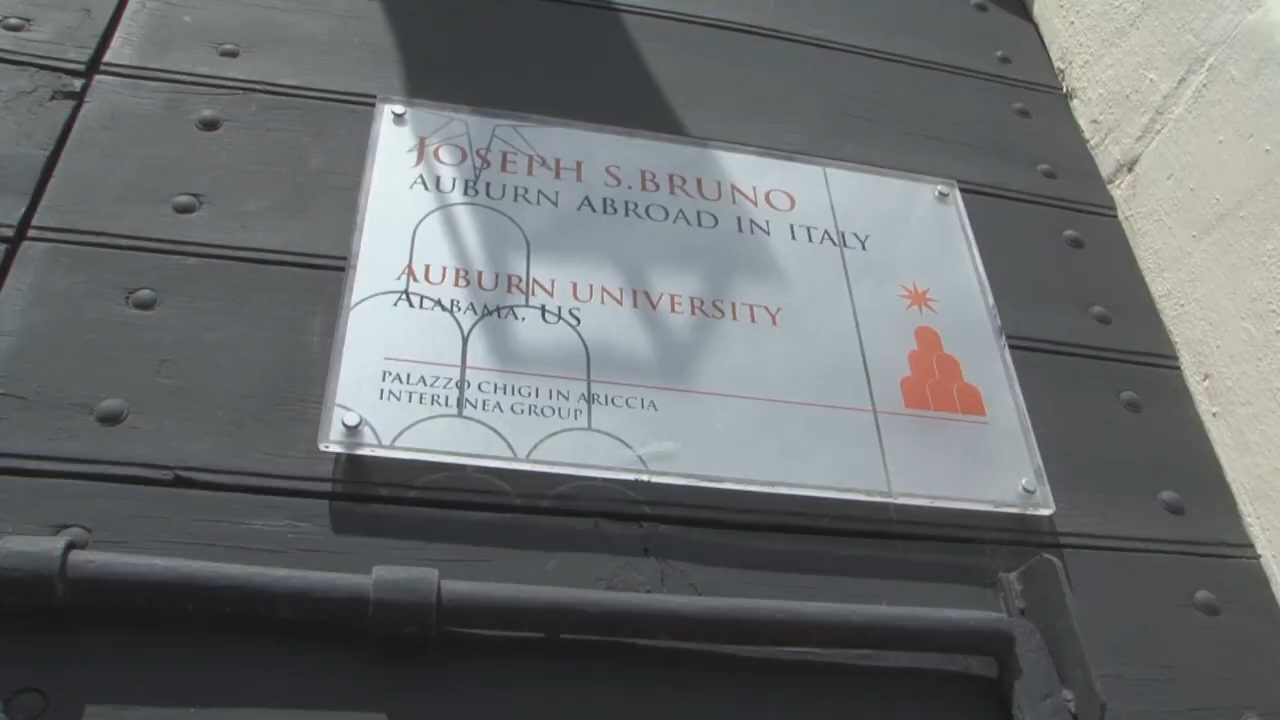 JOSEPH S.BRUNO
AUBURN ABROAD IN ITALY
AUBURN UNIVERSITY
ALABAMA, US
PALAZZO CHIGI IN ARICCIA
INTERLINEA GROUP